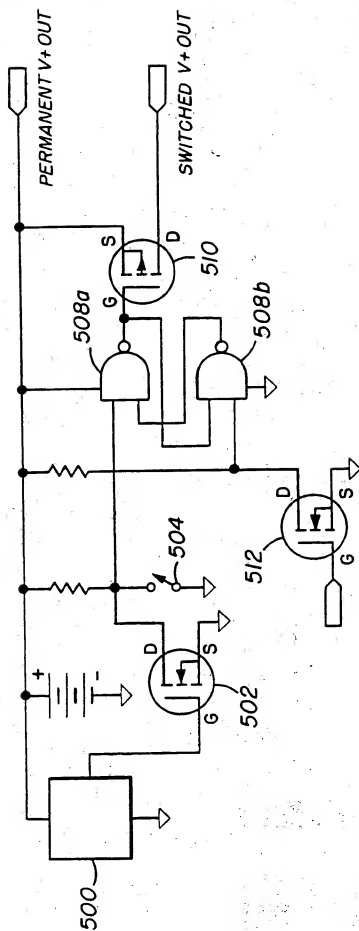 PERMANENT V+ OUT
SWITCHED V+ OUT
S
D
G
510
508a
508b
504
D
S
G
512
+
-
D
S
G
502
500